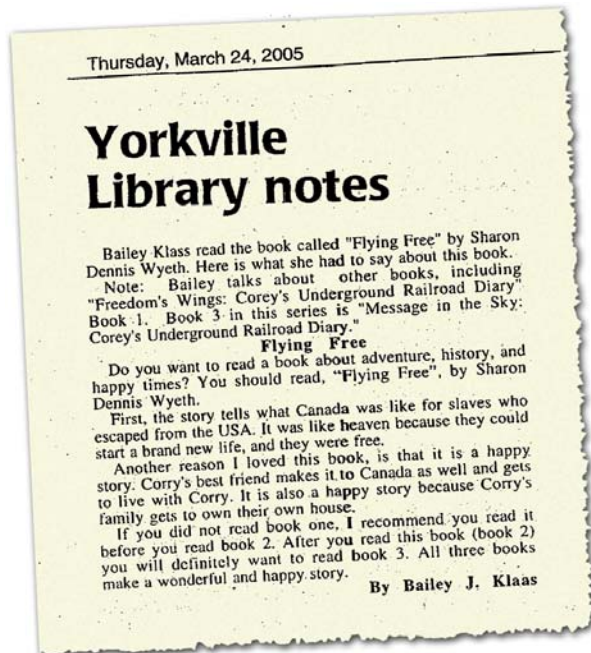 Thursday, March 24, 2005
Yorkville
Library notes
Bailey Klass read the book called "Flying Free" by Sharon
Dennis Wyeth. Here is what she had to say about this book.
Note: Bailey talks about other books, including
"Freedom's Wings: Corey's Underground Railroad Diary"
Book 1. Book 3 in this series is "Message in the Sky:
Corey's Underground Railroad Diary."
Flying Free
Do you want to read a book about adventure, history, and
happy times? You should read, "Flying Free", by Sharon
Dennis Wyeth.
First, the story tells what Canada was like for slaves who
escaped from the USA. It was like heaven because they could
start a brand new life, and they were free.
Another reason I loved this book, is that it is a happy
story. Corry's best friend makes it to Canada as well and gets
to live with Corry. It is also a happy story because Corry's
family gets to own their own house.
If you did not read book one, I recommend you read it
before you read book 2. After you read this book (book 2)
you will definitely want to read book 3. All three books
make a wonderful and happy story.
By Bailey J. Klaas